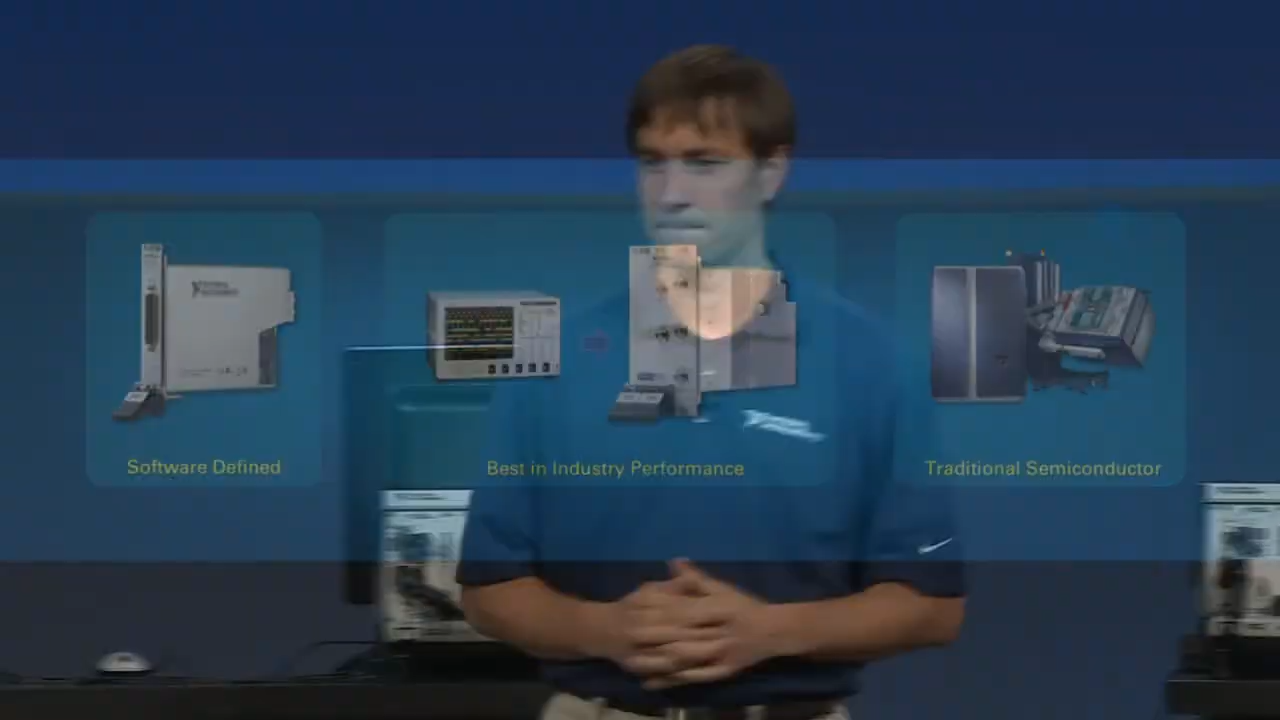 Software Defined
Best in Industry Performance
Traditional Semiconductor